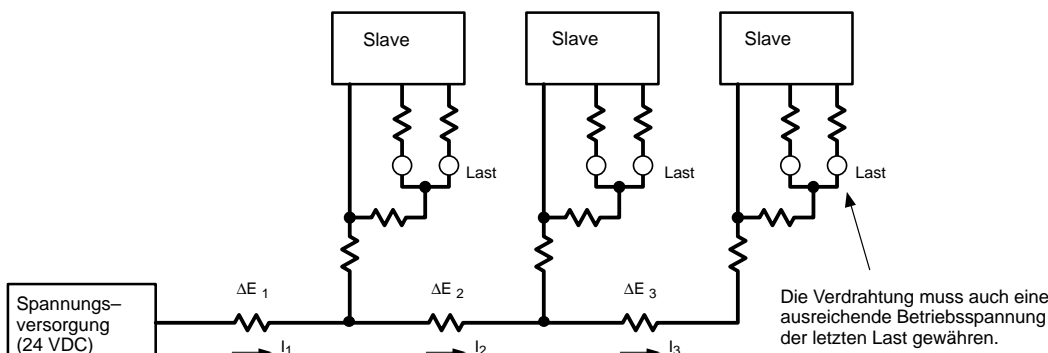 Slave
Slave
Slave
Last
Last
Last
Spannungs–
versorgung
(24 VDC)
ΔE 1
ΔE 2
ΔE 3
I1
I2
I3
Die Verdrahtung muss auch eine
ausreichende Betriebsspannung
der letzten Last gewähren.